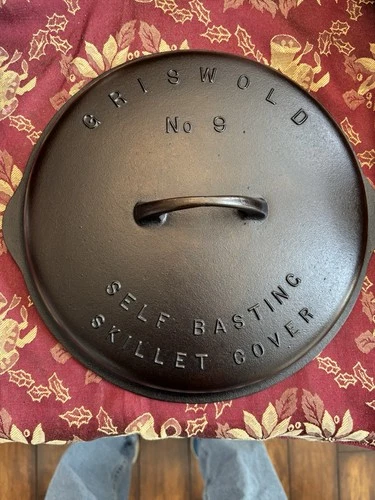 GRISWOLD
No 9
SELF BASTING
SKILLET COVER